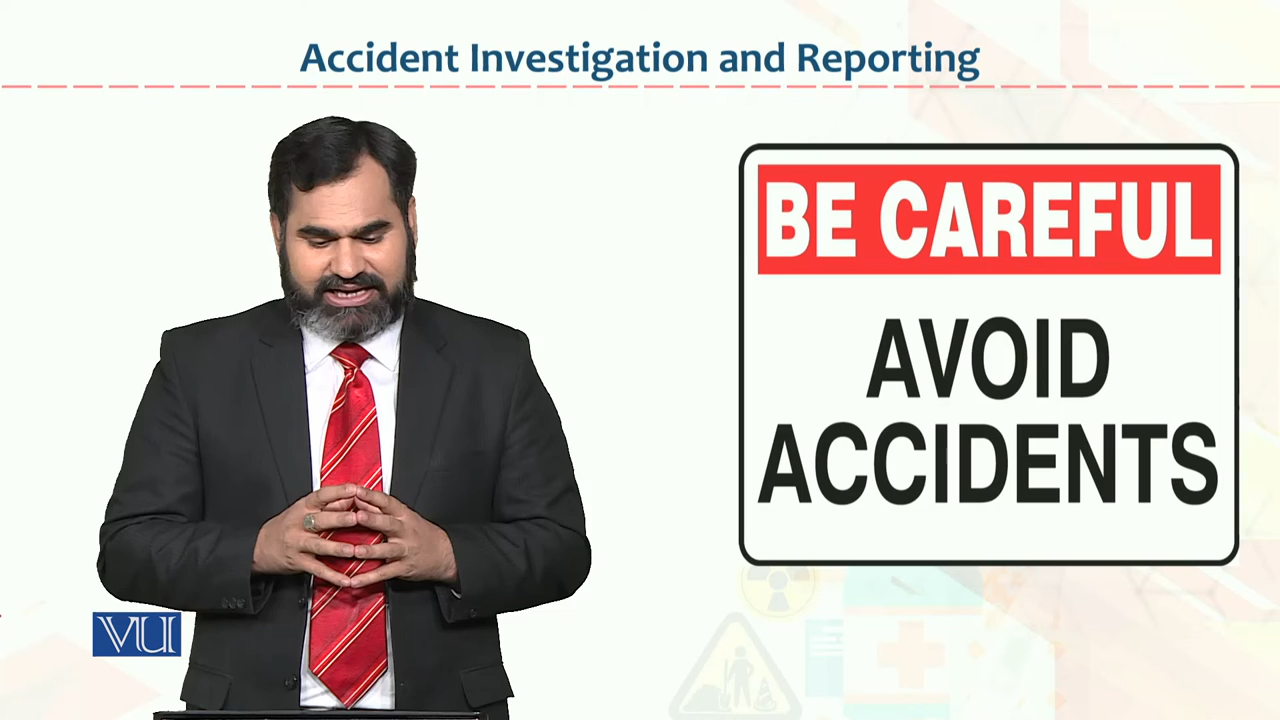 Accident Investigation and Reporting
BE CAREFUL
AVOID
ACCIDENTS
VU